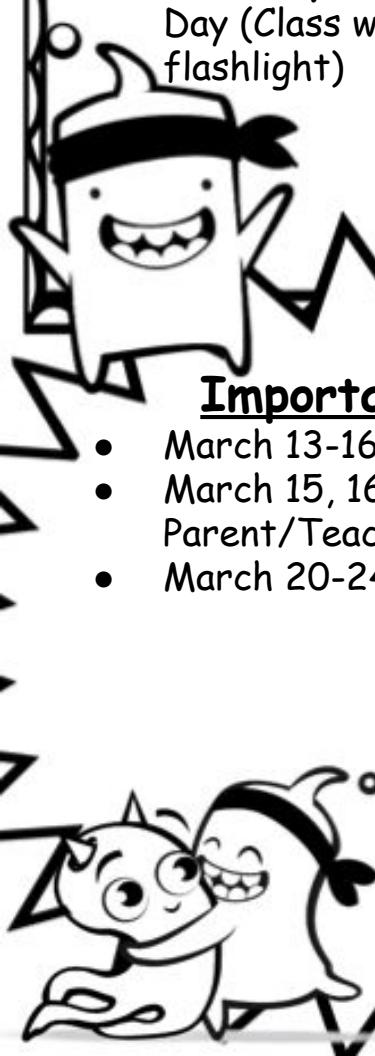 Day (Class w
flashlight)
Importa
• March 13-16
• March 15, 16
Parent/Teac
• March 20-24